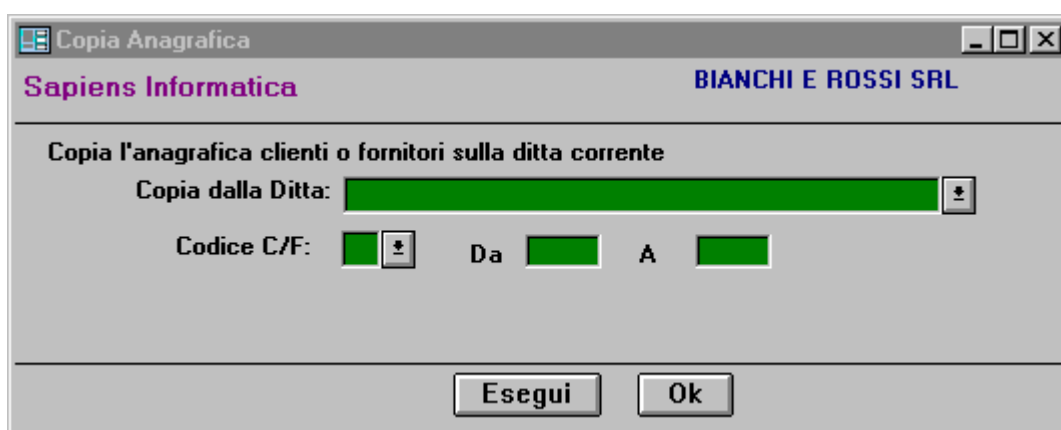 Copia Anagrafica
Sapiens Informatica BIANCHI E ROSSI SRL
Copia l'anagrafica clienti o fornitori sulla ditta corrente
Copia dalla Ditta:
Codice C/F: Da A
Esegui Ok